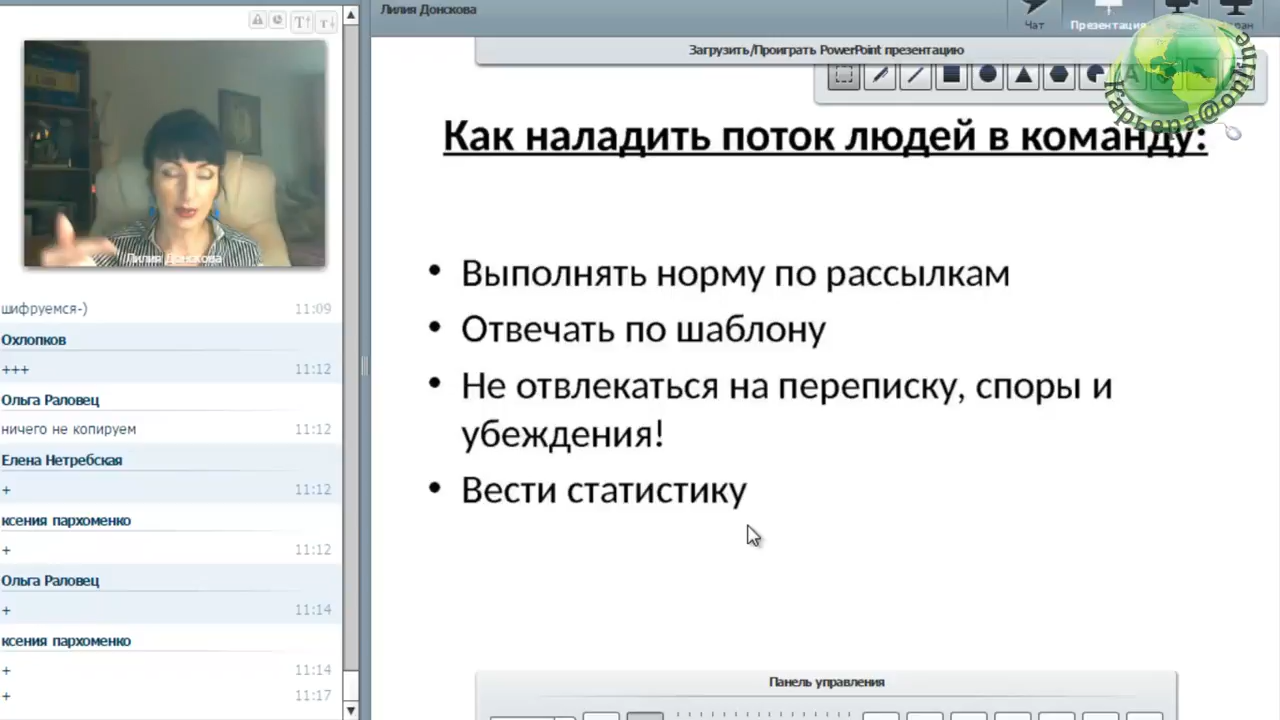 Лилия Донскова
Чат
Презентация
Загрузить/Проиграть PowerPoint презентацию
Карьера@online
Как наладить поток людей в команду:
Выполнять норму по рассылкам
Отвечать по шаблону
Не отвлекаться на переписку, споры и
убеждения!
Вести статистику
Панель управления
Лилия Донскова
шифруемся-) 11:09
Охлопков
+++ 11:12
Ольга Раловец
ничего не копируем 11:12
Елена Нетребская
+ 11:12
ксения пархоменко
+ 11:12
Ольга Раловец
+ 11:14
ксения пархоменко
+ 11:14
+ 11:17